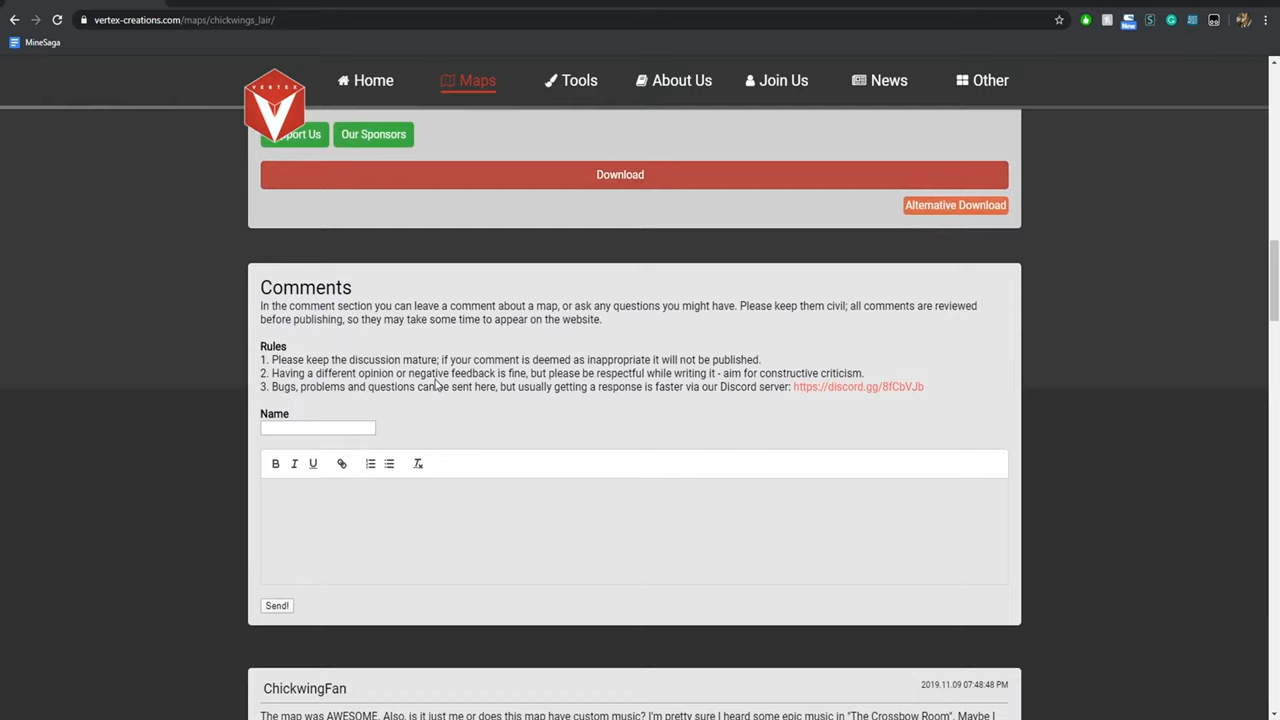 vertex-creations.com/maps/chickwings_lair/
New
MineSaga
VERTEX
V
Home
Maps
Tools
About Us
Join Us
News
Other
port Us
Our Sponsors
Download
Alternative Download
Comments
In the comment section you can leave a comment about a map, or ask any questions you might have. Please keep them civil; all comments are reviewed
before publishing, so they may take some time to appear on the website.
Rules
1. Please keep the discussion mature; if your comment is deemed as inappropriate it will not be published.
2. Having a different opinion or negative feedback is fine, but please be respectful while writing it - aim for constructive criticism.
3. Bugs, problems and questions can be sent here, but usually getting a response is faster via our Discord server: https://discord.gg/8fCbVJb
Name
B I U
Send!
ChickwingFan
2019.11.09 07:48:48 PM
The map was AWESOME. Also, is it just me or does this map have custom music? I'm pretty sure I heard some epic music in "The Crossbow Room". Maybe I